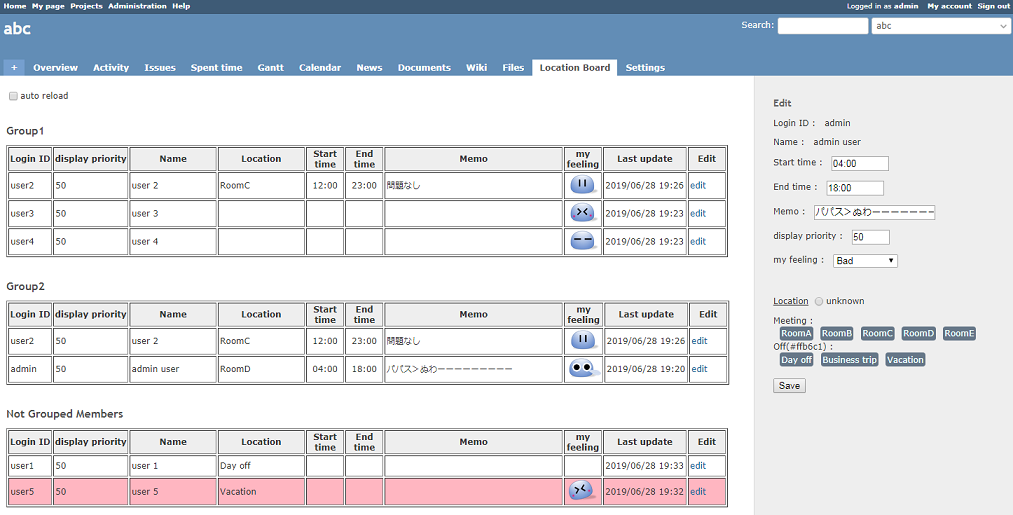 Home My page Projects Administration Help
Logged in as admin My account Sign out
abc
Search: abc
+ Overview Activity Issues Spent time Gantt Calendar News Documents Wiki Files Location Board Settings
auto reload
Group1
Login ID display priority Name Location Start time End time Memo my feeling Last update Edit
user2 50 user 2 RoomC 12:00 23:00 問題なし 2019/06/28 19:26 edit
user3 50 user 3 2019/06/28 19:23 edit
user4 50 user 4 2019/06/28 19:23 edit
Group2
Login ID display priority Name Location Start time End time Memo my feeling Last update Edit
user2 50 user 2 RoomC 12:00 23:00 問題なし 2019/06/28 19:26 edit
admin 50 admin user RoomD 04:00 18:00 パパス>ぬわーーーーーーーーー 2019/06/28 19:20 edit
Not Grouped Members
Login ID display priority Name Location Start time End time Memo my feeling Last update Edit
user1 50 user 1 Day off 2019/06/28 19:33 edit
user5 50 user 5 Vacation 2019/06/28 19:32 edit
Edit
Login ID : admin
Name : admin user
Start time : 04:00
End time : 18:00
Memo : パパス>ぬわーーーーーーー
display priority : 50
my feeling : Bad
Location unknown
Meeting :
RoomA RoomB RoomC RoomD RoomE
Off(#ffb6c1) :
Day off Business trip Vacation
Save